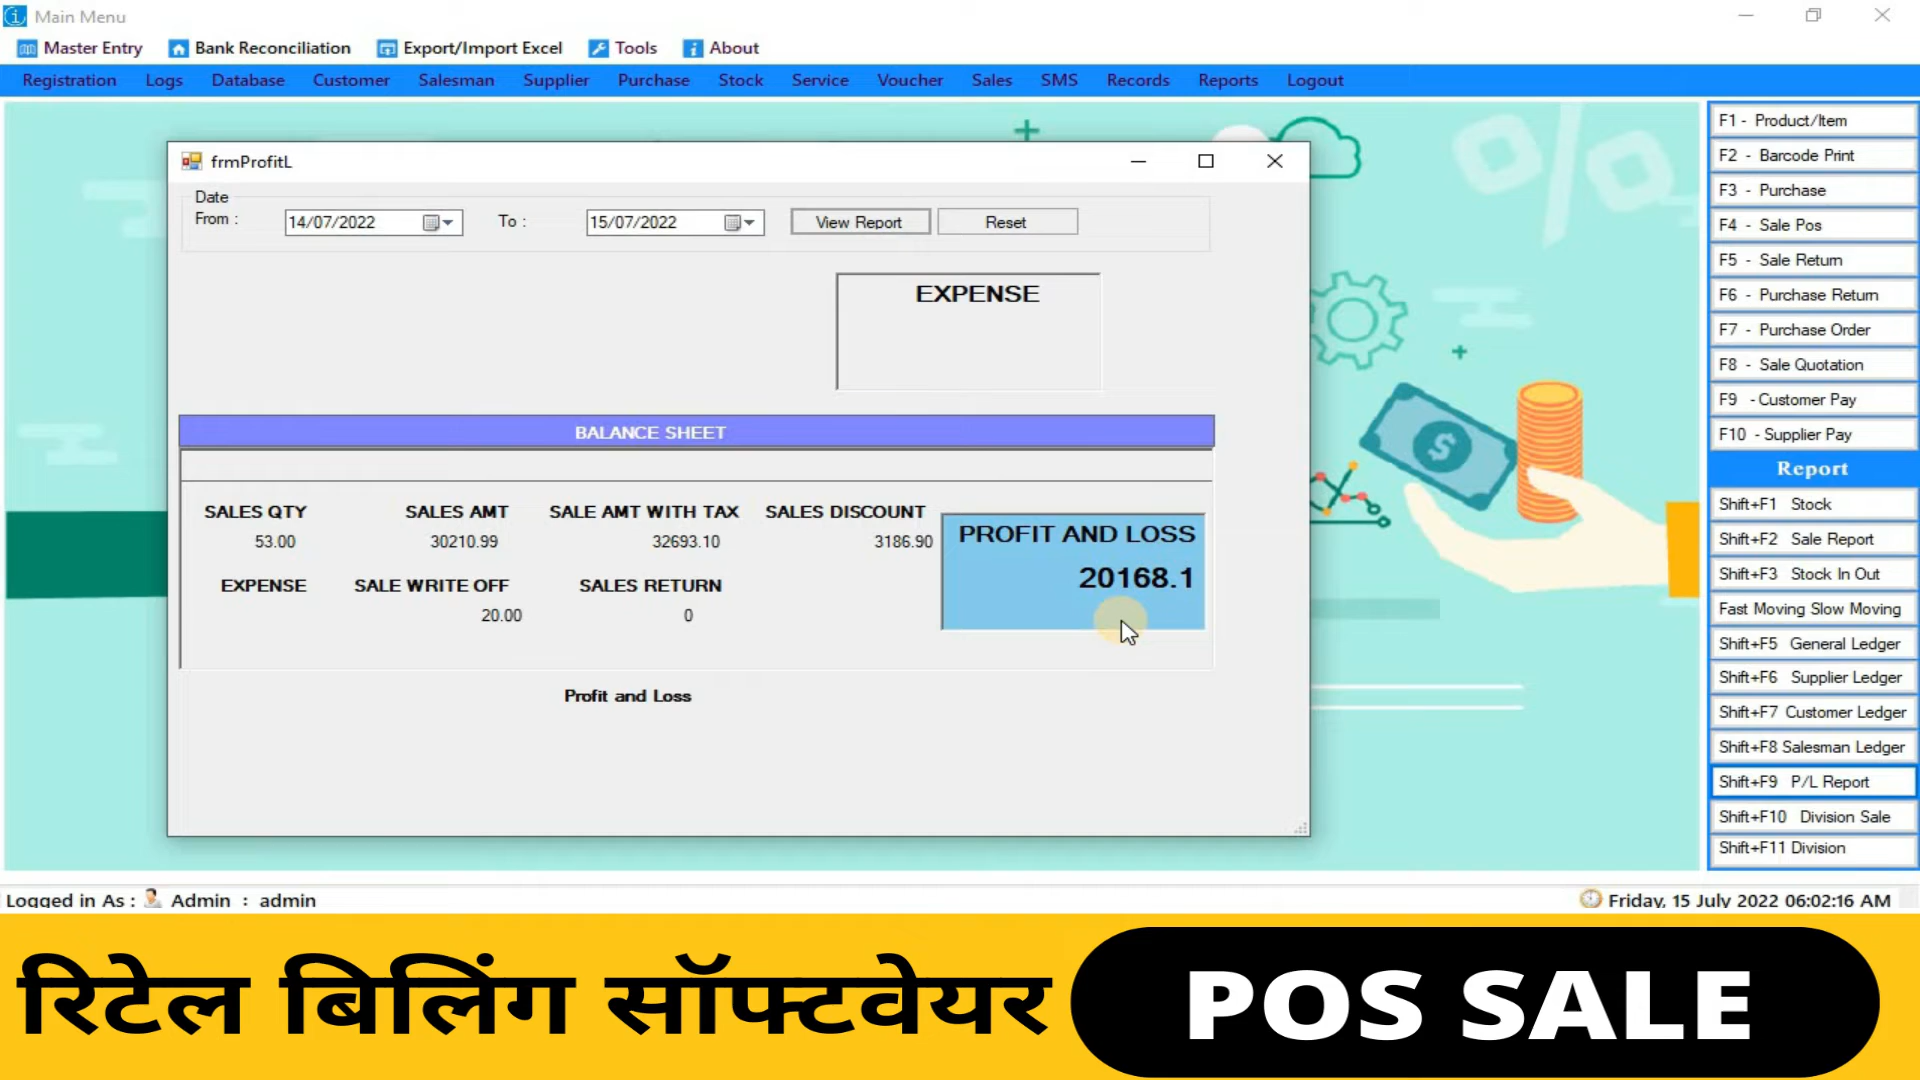 Main Menu
Master Entry Bank Reconciliation Export/Import Excel Tools About
Registration Logs Database Customer Salesman Supplier Purchase Stock Service Voucher Sales SMS Records Reports Logout
frmProfitL
Date
From : 14/07/2022 To : 15/07/2022 View Report Reset
EXPENSE
BALANCE SHEET
SALES QTY SALES AMT SALE AMT WITH TAX SALES DISCOUNT
53.00 30210.99 32693.10 3186.90
PROFIT AND LOSS
20168.1
EXPENSE SALE WRITE OFF SALES RETURN
20.00 0
Profit and Loss
F1 - Product/Item
F2 - Barcode Print
F3 - Purchase
F4 - Sale Pos
F5 - Sale Return
F6 - Purchase Return
F7 - Purchase Order
F8 - Sale Quotation
F9 - Customer Pay
F10 - Supplier Pay
Report
Shift+F1 Stock
Shift+F2 Sale Report
Shift+F3 Stock In Out
Fast Moving Slow Moving
Shift+F5 General Ledger
Shift+F6 Supplier Ledger
Shift+F7 Customer Ledger
Shift+F8 Salesman Ledger
Shift+F9 P/L Report
Shift+F10 Division Sale
Shift+F11 Division
Logged in As : Admin : admin
Friday, 15 July 2022 06:02:16 AM
रिटेल बिलिंग सॉफ्टवेयर POS SALE